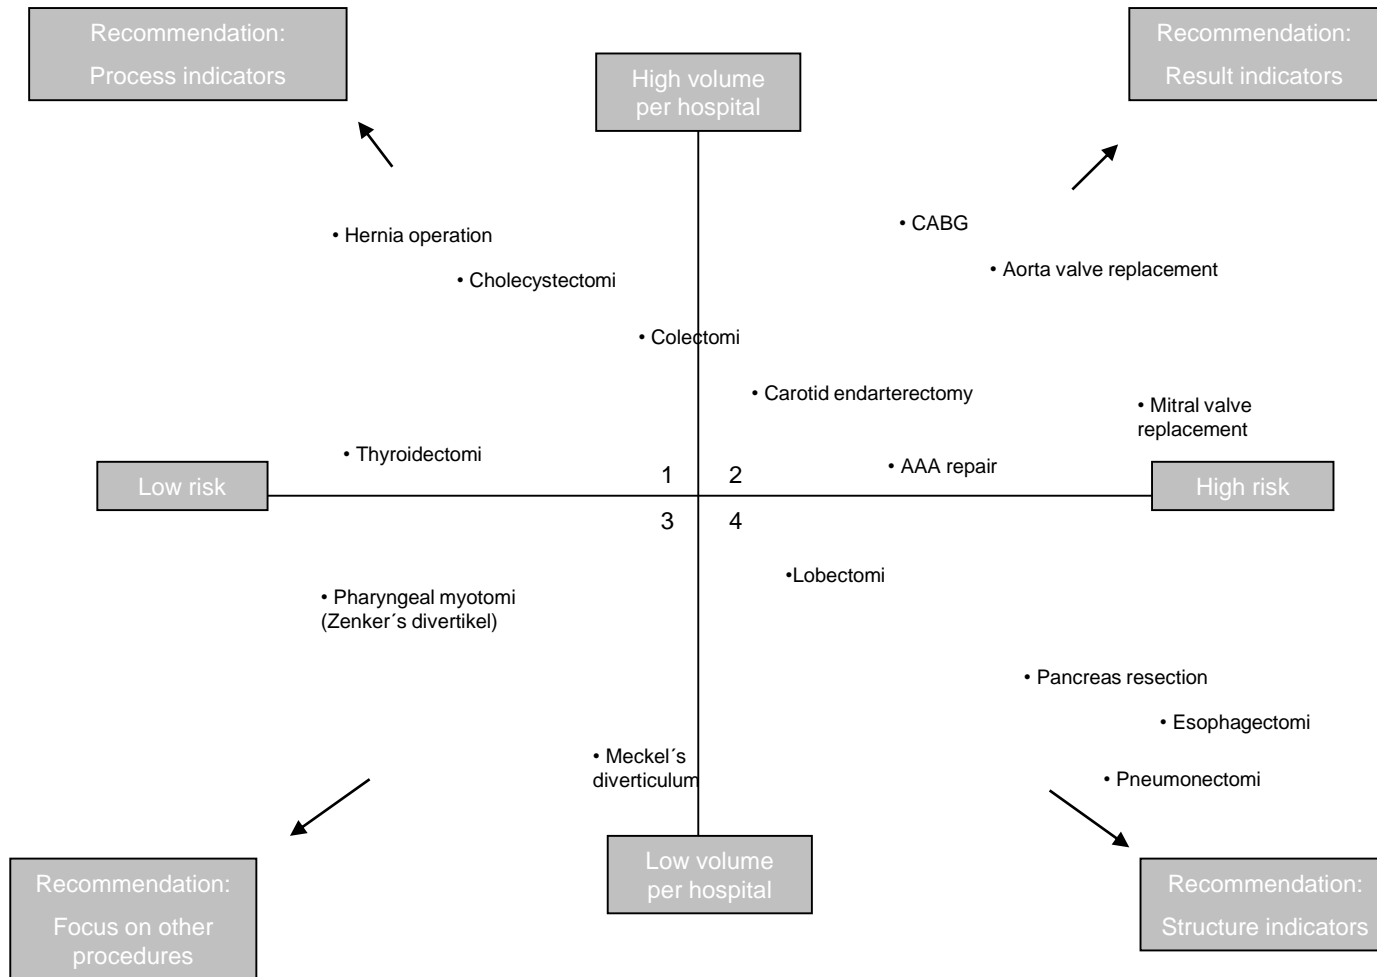 Recommendation:
Process indicators
Recommendation:
Result indicators
High volume
per hospital
• CABG
• Hernia operation
• Aorta valve replacement
• Cholecystectomi
• Colectomi
• Carotid endarterectomy
• Mitral valve
replacement
• Thyroidectomi
• AAA repair
1 2
Low risk
High risk
3 4
•Lobectomi
• Pharyngeal myotomi
(Zenker´s divertikel)
• Pancreas resection
• Esophagectomi
• Meckel´s
diverticulum
• Pneumonectomi
Low volume
per hospital
Recommendation:
Focus on other
procedures
Recommendation:
Structure indicators